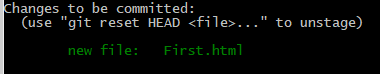 Changes to be committed:
  (use "git reset HEAD <file>..." to unstage)
        new file:   First.html